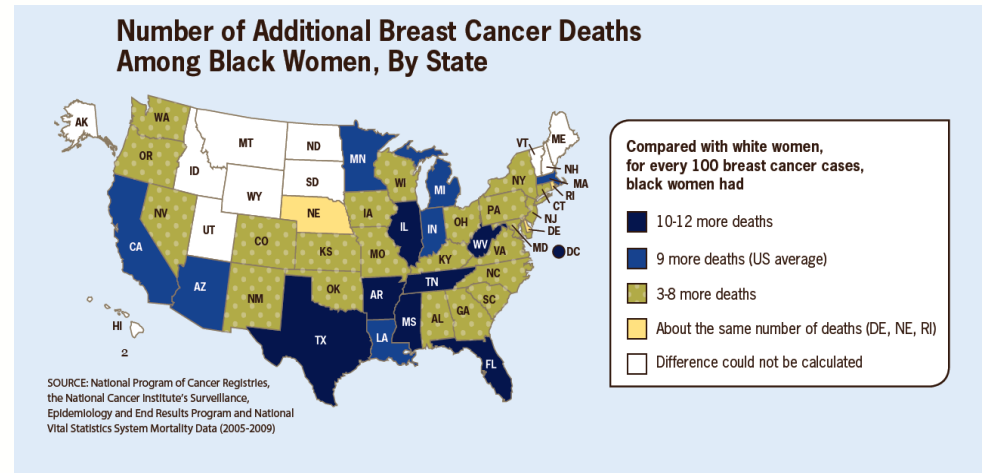 Number of Additional Breast Cancer Deaths
Among Black Women, By State
AK
WA
MT
ND
MN
VT
ME
OR
ID
SD
WI
MI
NY
NH
MA
RI
CT
WY
NE
IA
PA
NJ
DE
NV
UT
IL
IN
OH
MD
DC
CA
CO
KS
MO
WV
VA
KY
AZ
NM
OK
AR
TN
NC
SC
TX
LA
MS
AL
GA
FL
HI
2
Compared with white women,
for every 100 breast cancer cases,
black women had
10-12 more deaths
9 more deaths (US average)
3-8 more deaths
About the same number of deaths (DE, NE, RI)
Difference could not be calculated
SOURCE: National Program of Cancer Registries,
the National Cancer Institute's Surveillance,
Epidemiology and End Results Program and National
Vital Statistics System Mortality Data (2005-2009)